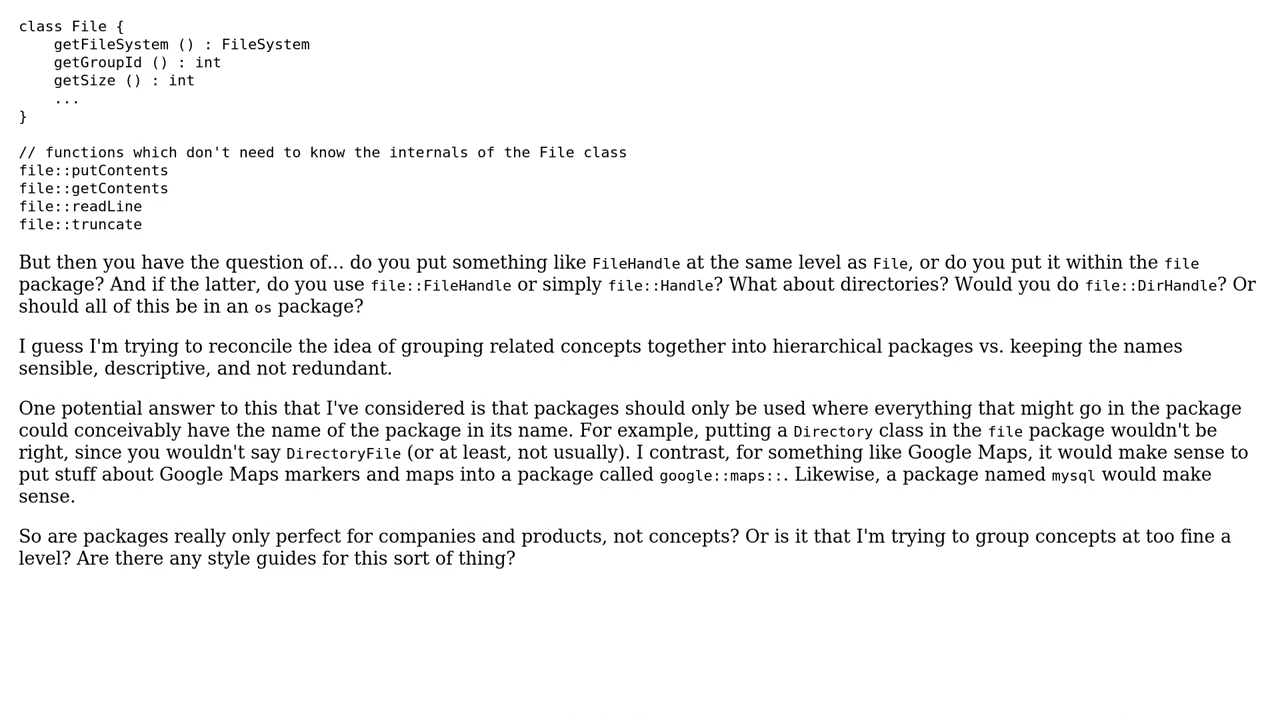 class File {
    getFileSystem () : FileSystem
    getGroupId () : int
    getSize () : int
    ...
}

// functions which don't need to know the internals of the File class
file::putContents
file::getContents
file::readLine
file::truncate

But then you have the question of... do you put something like FileHandle at the same level as File, or do you put it within the file
package? And if the latter, do you use file::FileHandle or simply file::Handle? What about directories? Would you do file::DirHandle? Or
should all of this be in an os package?

I guess I'm trying to reconcile the idea of grouping related concepts together into hierarchical packages vs. keeping the names
sensible, descriptive, and not redundant.

One potential answer to this that I've considered is that packages should only be used where everything that might go in the package
could conceivably have the name of the package in its name. For example, putting a Directory class in the file package wouldn't be
right, since you wouldn't say DirectoryFile (or at least, not usually). I contrast, for something like Google Maps, it would make sense to
put stuff about Google Maps markers and maps into a package called google::maps::. Likewise, a package named mysql would make
sense.

So are packages really only perfect for companies and products, not concepts? Or is it that I'm trying to group concepts at too fine a
level? Are there any style guides for this sort of thing?